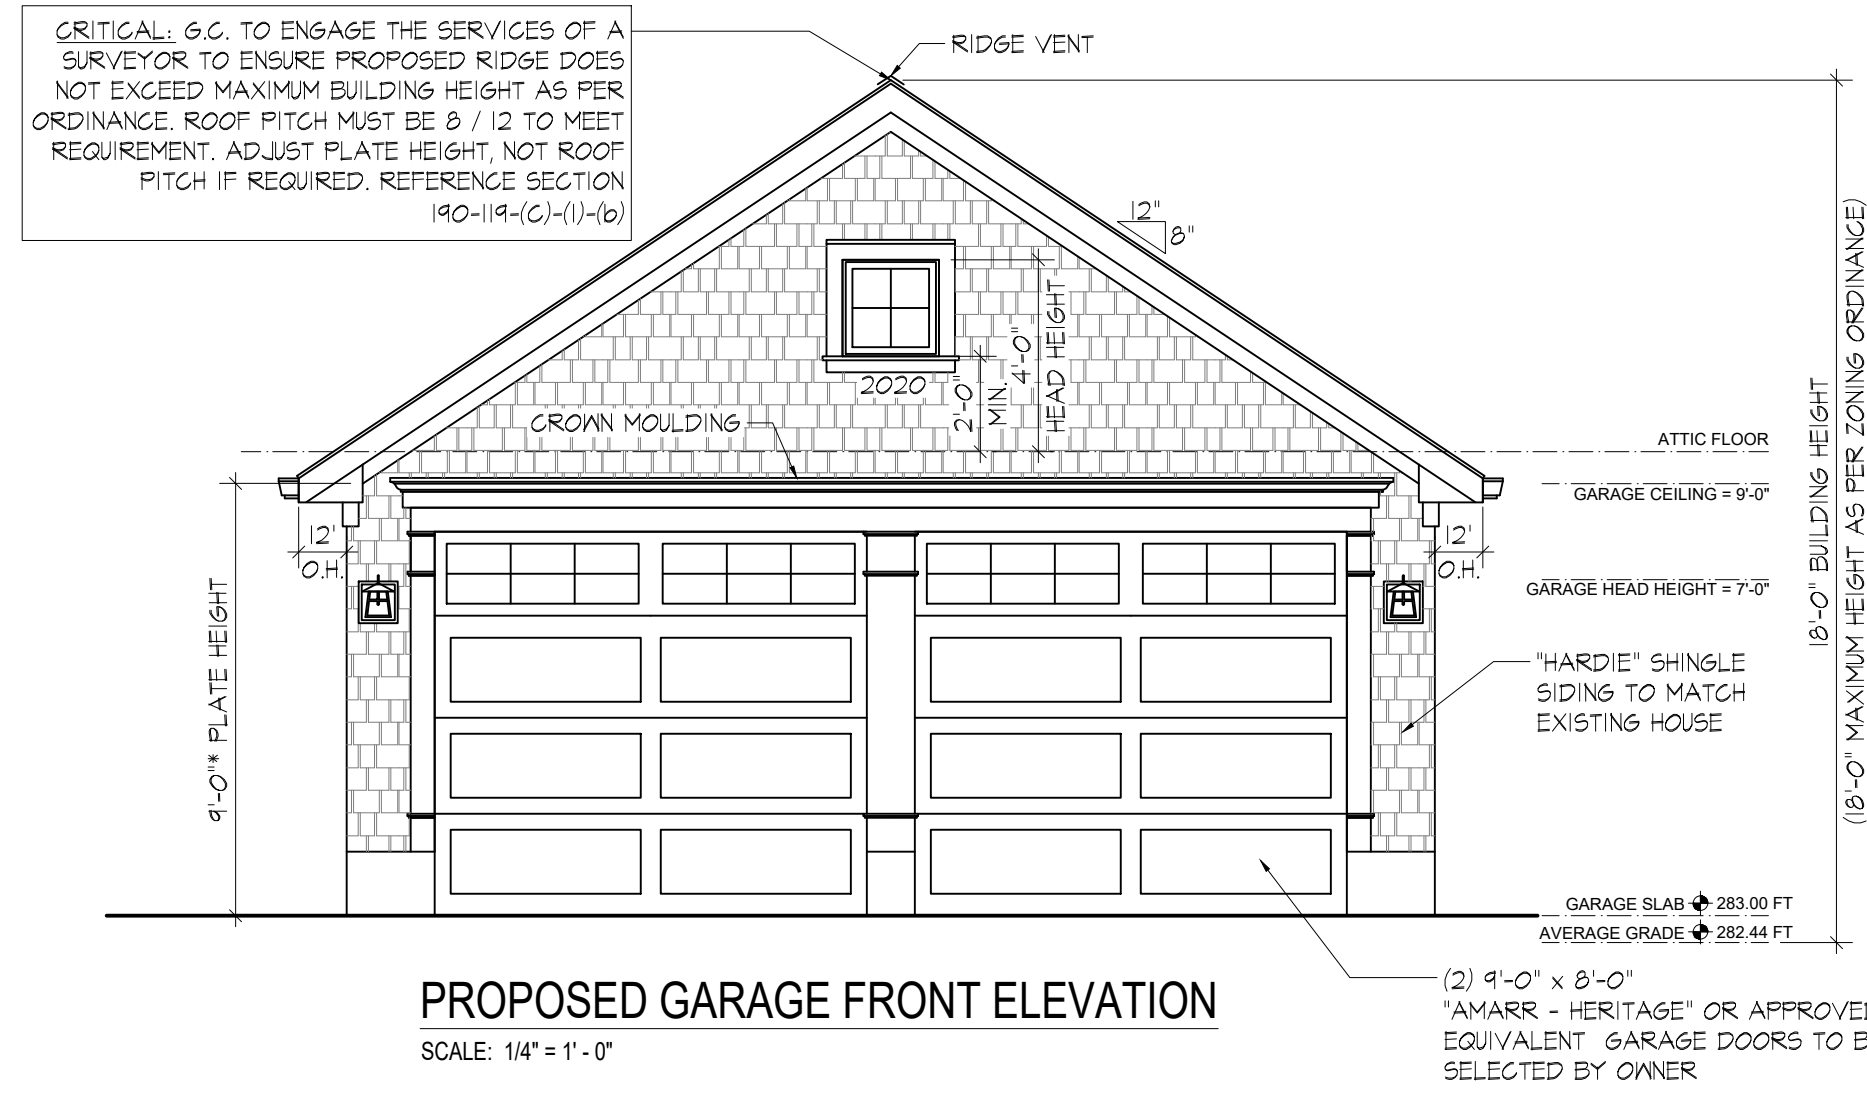 CRITICAL: G.C. TO ENGAGE THE SERVICES OF A
SURVEYOR TO ENSURE PROPOSED RIDGE DOES
NOT EXCEED MAXIMUM BUILDING HEIGHT AS PER
ORDINANCE. ROOF PITCH MUST BE 8 / 12 TO MEET
REQUIREMENT. ADJUST PLATE HEIGHT, NOT ROOF
PITCH IF REQUIRED. REFERENCE SECTION
190-119-(C)-(1)-(b)
RIDGE VENT
12"
8"
2020
2'-0"
MIN.
4'-0"
HEAD HEIGHT
CROWN MOULDING
ATTIC FLOOR
GARAGE CEILING = 9'-0"
12'
O.H.
12'
O.H.
GARAGE HEAD HEIGHT = 7'-0"
9'-0"* PLATE HEIGHT
18'-0" BUILDING HEIGHT
(18'-0" MAXIMUM HEIGHT AS PER ZONING ORDINANCE)
"HARDIE" SHINGLE
SIDING TO MATCH
EXISTING HOUSE
GARAGE SLAB 283.00 FT
AVERAGE GRADE 282.44 FT
(2) 9'-0" x 8'-0"
"AMARR - HERITAGE" OR APPROVED
EQUIVALENT GARAGE DOORS TO B
SELECTED BY OWNER
PROPOSED GARAGE FRONT ELEVATION
SCALE: 1/4" = 1' - 0"